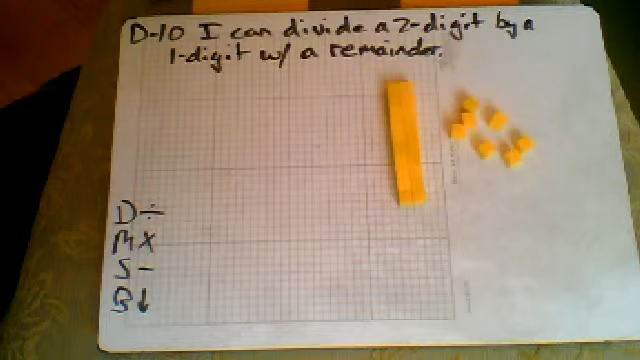 D-10 I can divide a 2-digit by a
1-digit w/ a remainder.
D ÷
M x
S -
B ↓